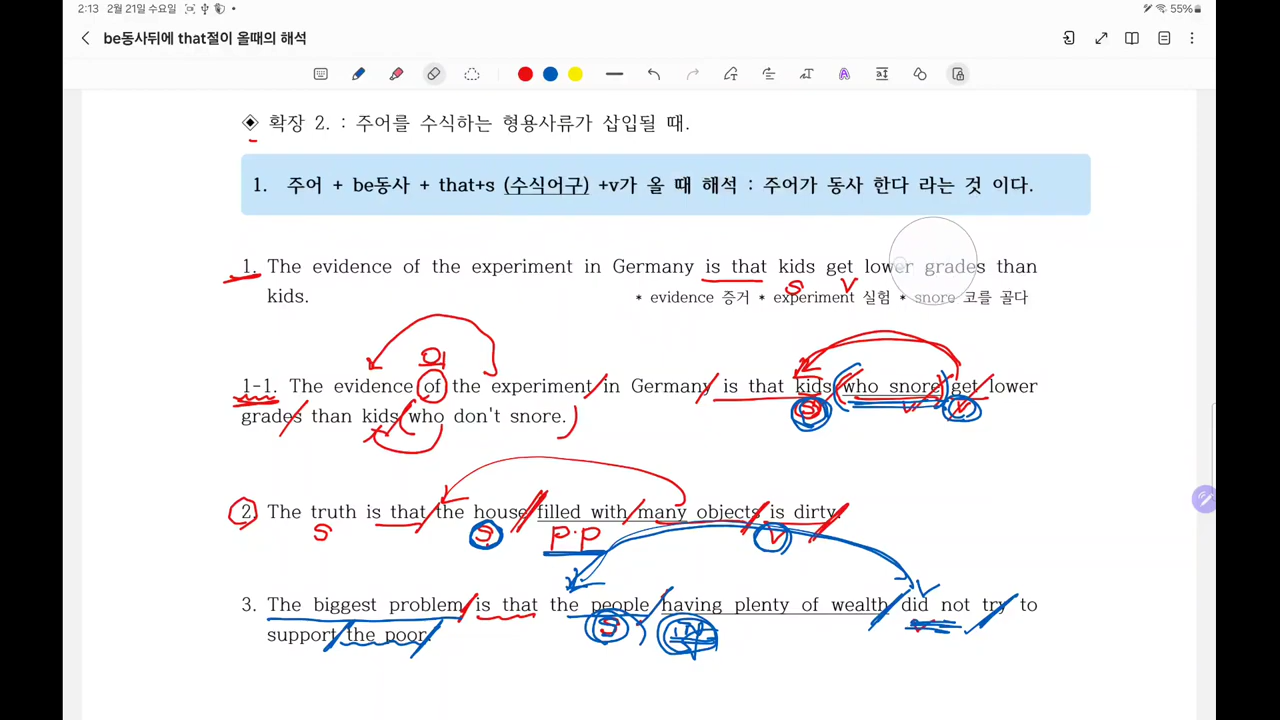 2:13 2월 21일 수요일 55%
be동사뒤에 that절이 올때의 해석
◈ 확장 2. : 주어를 수식하는 형용사류가 삽입될 때.
1. 주어 + be동사 + that+s (수식어구) +v가 올 때 해석 : 주어가 동사 한다 라는 것 이다.
1. The evidence of the experiment in Germany is that kids get lower grades than
kids. * evidence 증거 * experiment 실험 * snore 코를 골다
S V
의
1-1. The evidence of the experiment in Germany is that kids (who snore) get lower
S V V
grades than kids (who don't snore.)
2. The truth is that the house filled with many objects is dirty.
S S P.P V
3. The biggest problem is that the people having plenty of wealth did not try to
V
support the poor.
S